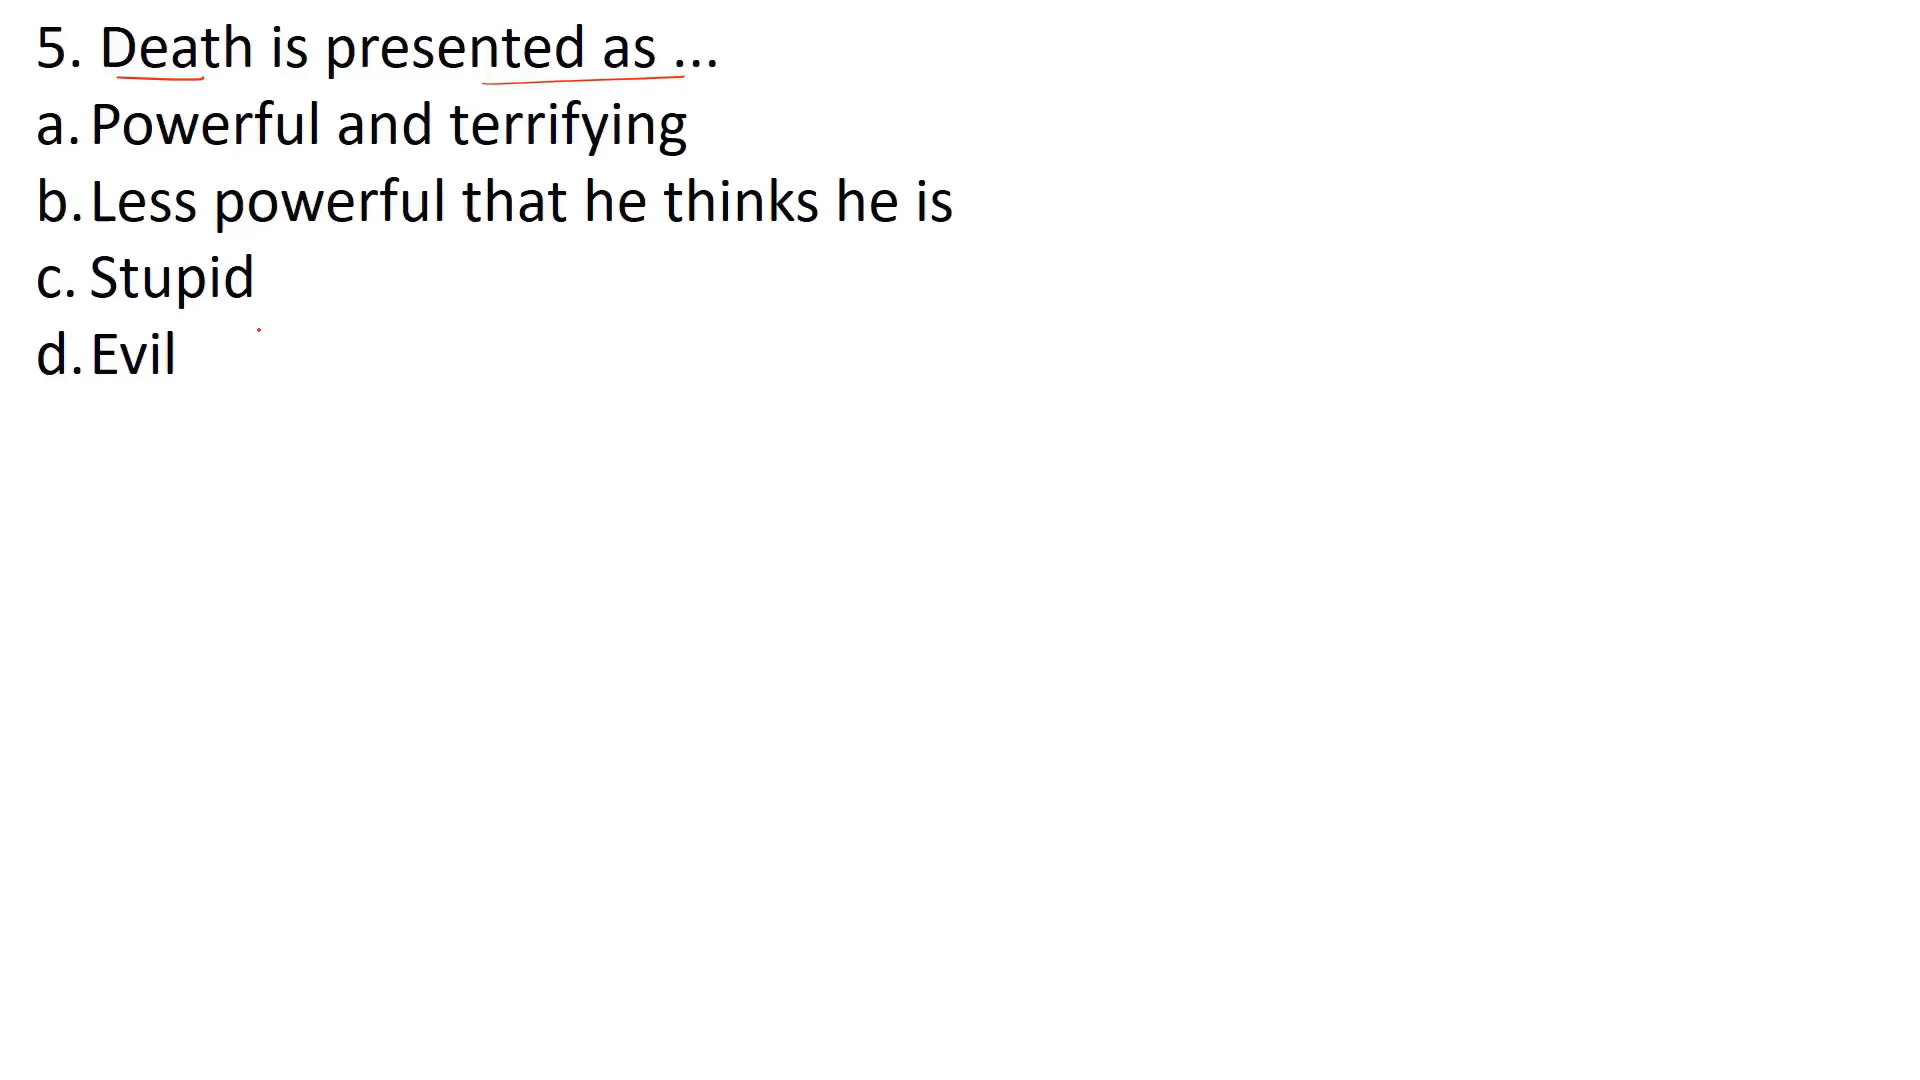 5. Death is presented as ...
a. Powerful and terrifying
b. Less powerful that he thinks he is
c. Stupid
d. Evil